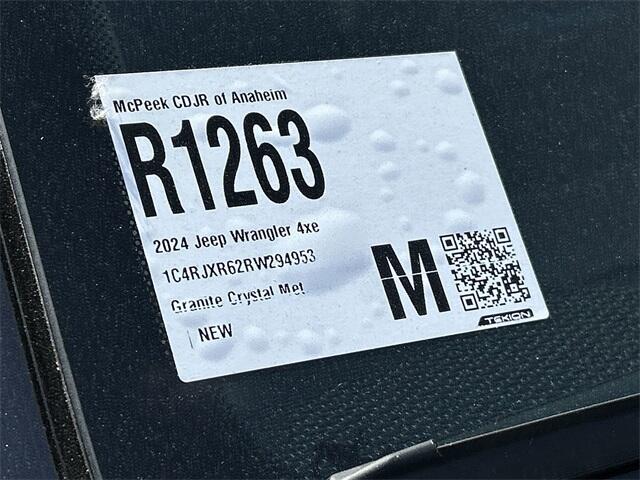 McPeek CDJR of Anaheim
R1263
2024 Jeep Wrangler 4xe
1C4RJXR62RW294953
Granite Crystal Met
NEW
M
TEKION